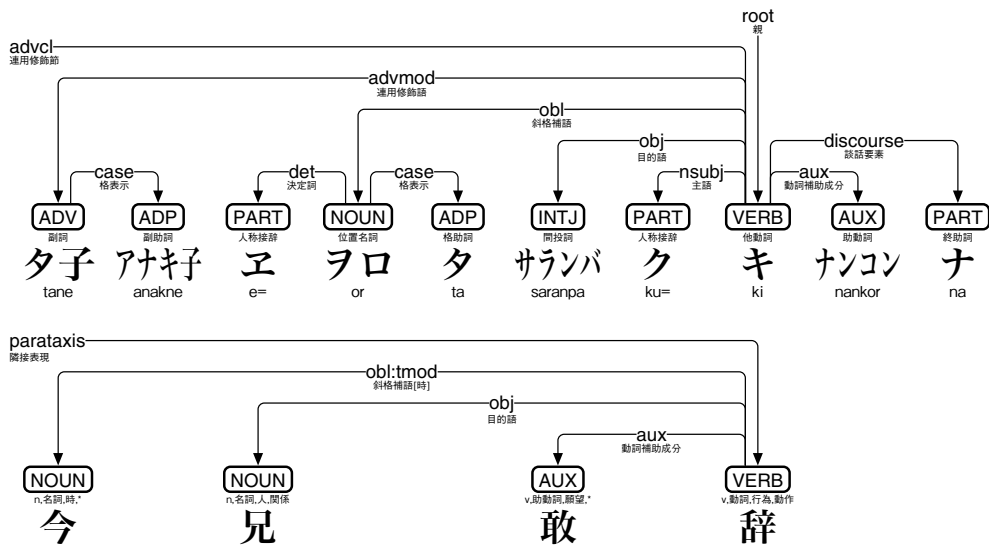 root
親
advcl
連用修飾節
advmod
連用修飾語
obl
斜格補語
obj
目的語
discourse
談話要素
case
格表示
det
決定詞
case
格表示
nsubj
主語
aux
動詞補助成分
ADV ADP PART NOUN ADP INTJ PART VERB AUX PART
副詞 副助詞 人称接辞 位置名詞 格助詞 間投詞 人称接辞 他動詞 助動詞 終助詞
タ子 アナキ子 ヱ ヲロ タ サランバ ク キ ナンコン ナ
tane anakne e= or ta saranpa ku= ki nankor na
parataxis
隣接表現
obl:tmod
斜格補語[時]
obj
目的語
aux
動詞補助成分
NOUN NOUN AUX VERB
n,名詞,時,* n,名詞,人,関係 v,助動詞,願望,* v,動詞,行為,動作
今 兄 敢 辞